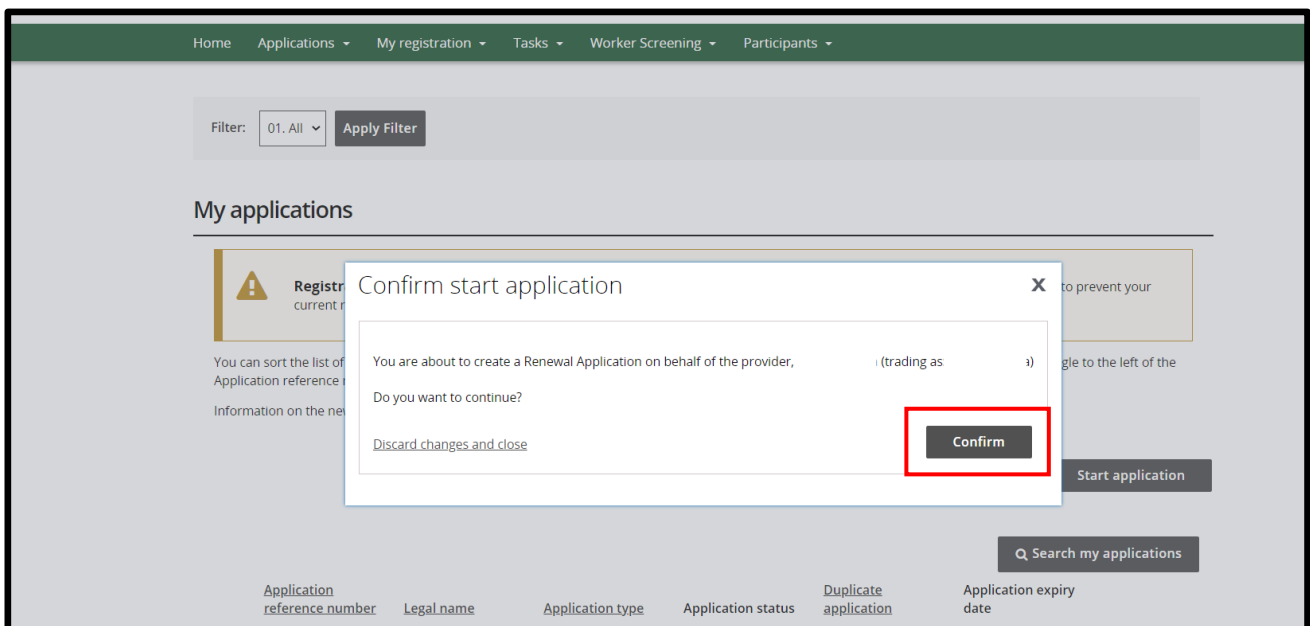 Home Applications My registration Tasks Worker Screening Participants
Filter: 01. All Apply Filter
My applications
Confirm start application X
Registr
to prevent your
current r
You are about to create a Renewal Application on behalf of the provider, (trading as )
You can sort the list of
gle to the left of the
Application reference
Do you want to continue?
Information on the ne
Discard changes and close
Confirm
Start application
Search my applications
Application reference number
Legal name
Application type
Application status
Duplicate application
Application expiry date